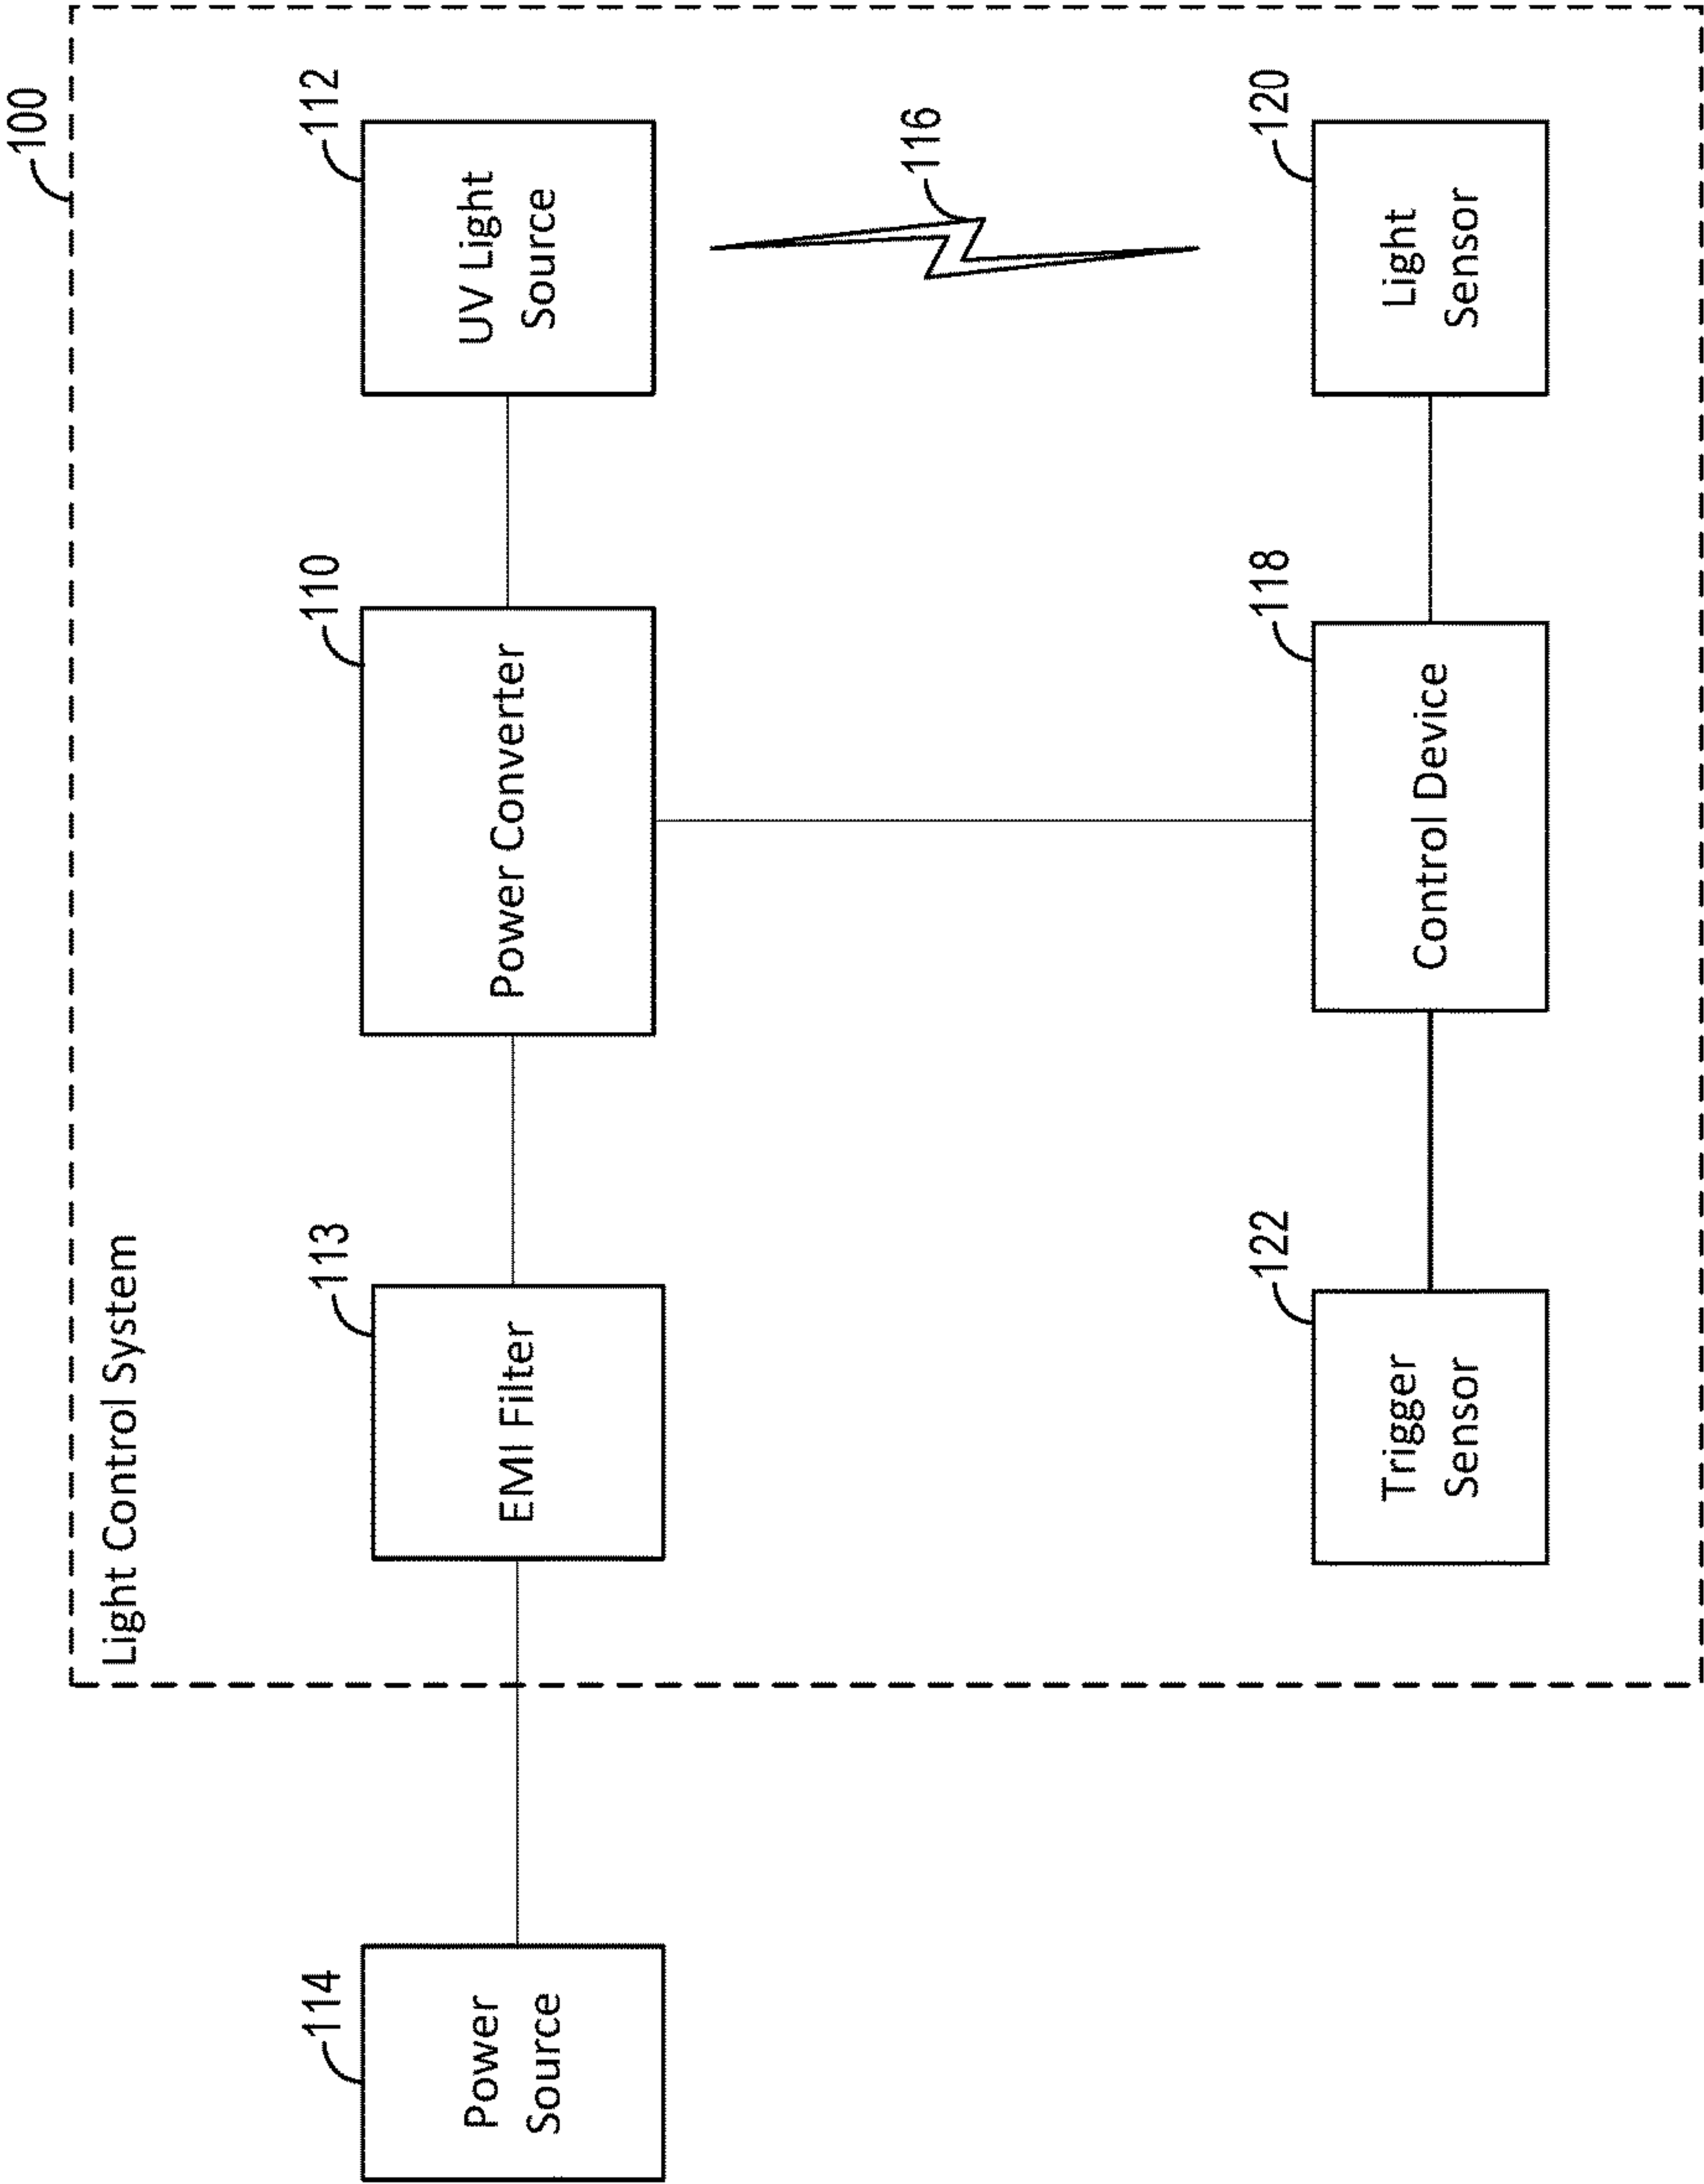 100
Light Control System
114
Power
Source
113
EMI Filter
110
Power Converter
112
UV Light
Source
116
122
Trigger
Sensor
118
Control Device
120
Light
Sensor